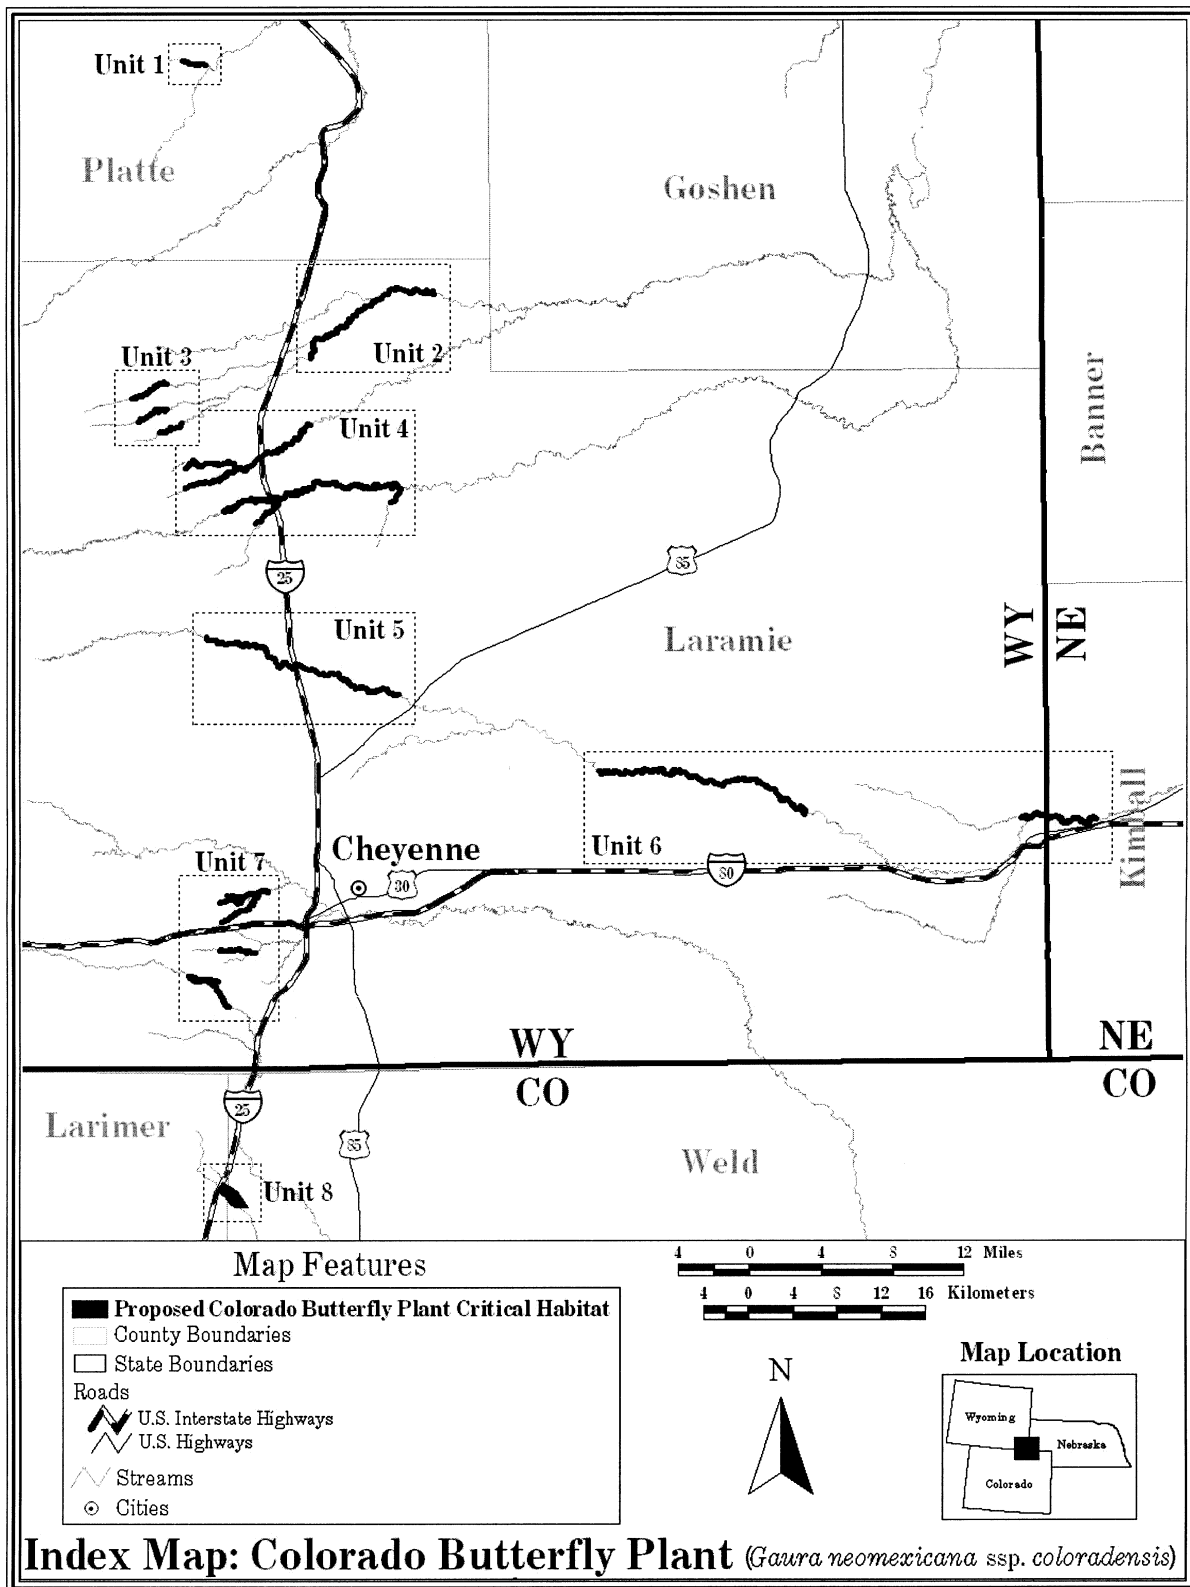 Unit 1
Platte
Goshen
Unit 2
Unit 3
Unit 4
Banner
25
85
Unit 5
Laramie
WY
NE
Kimball
Unit 6
Unit 7
Cheyenne
30
80
WY
CO
NE
CO
25
Larimer
85
Weld
Unit 8
Map Features
Proposed Colorado Butterfly Plant Critical Habitat
County Boundaries
State Boundaries
Roads
U.S. Interstate Highways
U.S. Highways
Streams
Cities
4 0 4 8 12 Miles
4 0 4 8 12 16 Kilometers
N
Map Location
Wyoming
Nebraska
Colorado
Index Map: Colorado Butterfly Plant (Gaura neomexicana ssp. coloradensis)